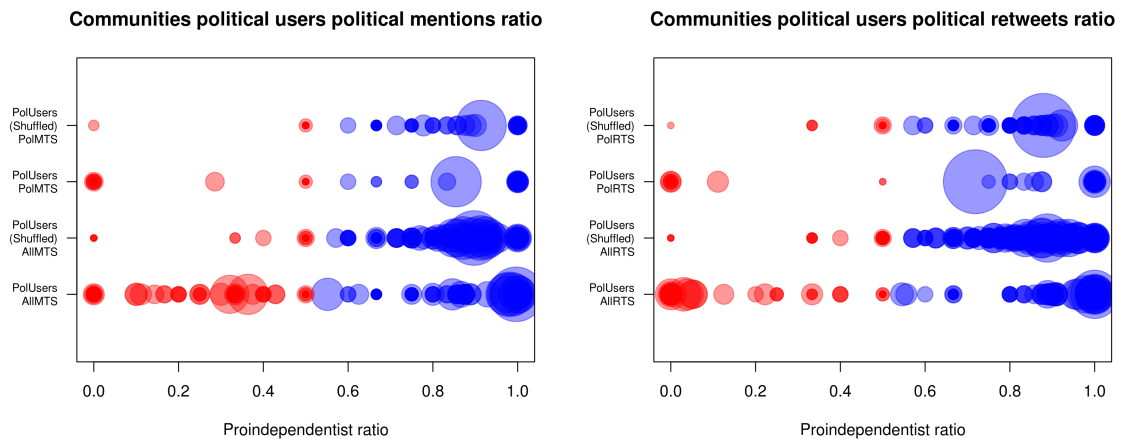 Communities political users political mentions ratio
PolUsers
(Shuffled)
PolMTS
PolUsers
PolMTS
PolUsers
(Shuffled)
AllMTS
PolUsers
AllMTS
0.0 0.2 0.4 0.6 0.8 1.0
Proindependentist ratio
Communities political users political retweets ratio
PolUsers
(Shuffled)
PolRTS
PolUsers
PolRTS
PolUsers
(Shuffled)
AllRTS
PolUsers
AllRTS
0.0 0.2 0.4 0.6 0.8 1.0
Proindependentist ratio